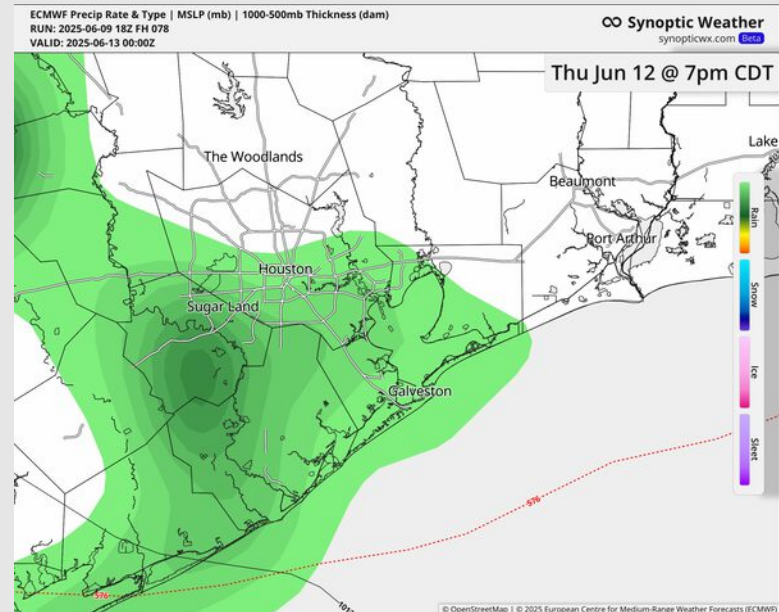 ECMWF Precip Rate & Type | MSLP (mb) | 1000-500mb Thickness (dam)
RUN: 2025-06-09 18Z FH 078
VALID: 2025-06-13 00:00Z
Synoptic Weather
synopticwx.com Beta
Thu Jun 12 @ 7pm CDT
The Woodlands
Lake
Beaumont
Port Arthur
Houston
Sugar Land
Galveston
Rain
Snow
Ice
Sleet
576
576
© OpenStreetMap | © 2025 European Centre for Medium-Range Weather Forecasts (ECMWF)